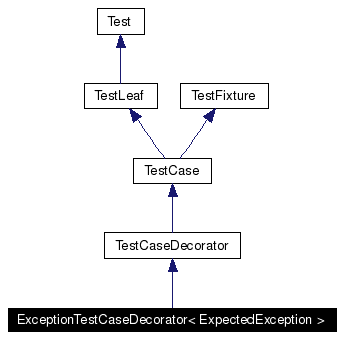 Test
TestLeaf
TestFixture
TestCase
TestCaseDecorator
ExceptionTestCaseDecorator< ExpectedException >